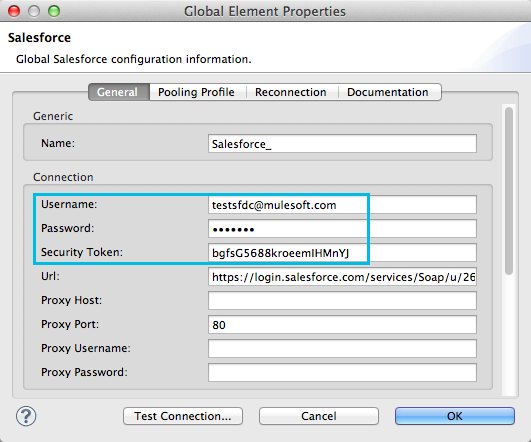 Global Element Properties
Salesforce
Global Salesforce configuration information.
General Pooling Profile Reconnection Documentation
Generic
Name: Salesforce_
Connection
Username: testsfdc@mulesoft.com
Password: •••••••
Security Token: bgfsG5688kroeemIHMnYJ
Url: https://login.salesforce.com/services/Soap/u/26
Proxy Host:
Proxy Port: 80
Proxy Username:
Proxy Password:
? Test Connection... Cancel OK